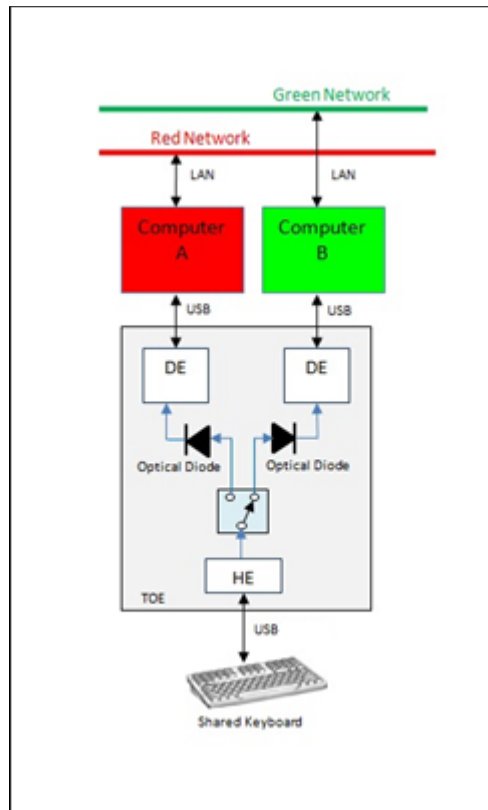 Green Network
Red Network
LAN
LAN
Computer
A
Computer
B
USB
USB
DE
DE
Optical Diode
Optical Diode
HE
TOE
USB
Shared Keyboard